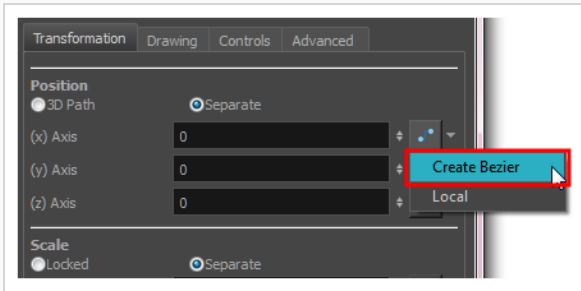 Transformation Drawing Controls Advanced
Position
3D Path Separate
(x) Axis 0
(y) Axis 0
Create Bezier
(z) Axis 0
Local
Scale
Locked Separate